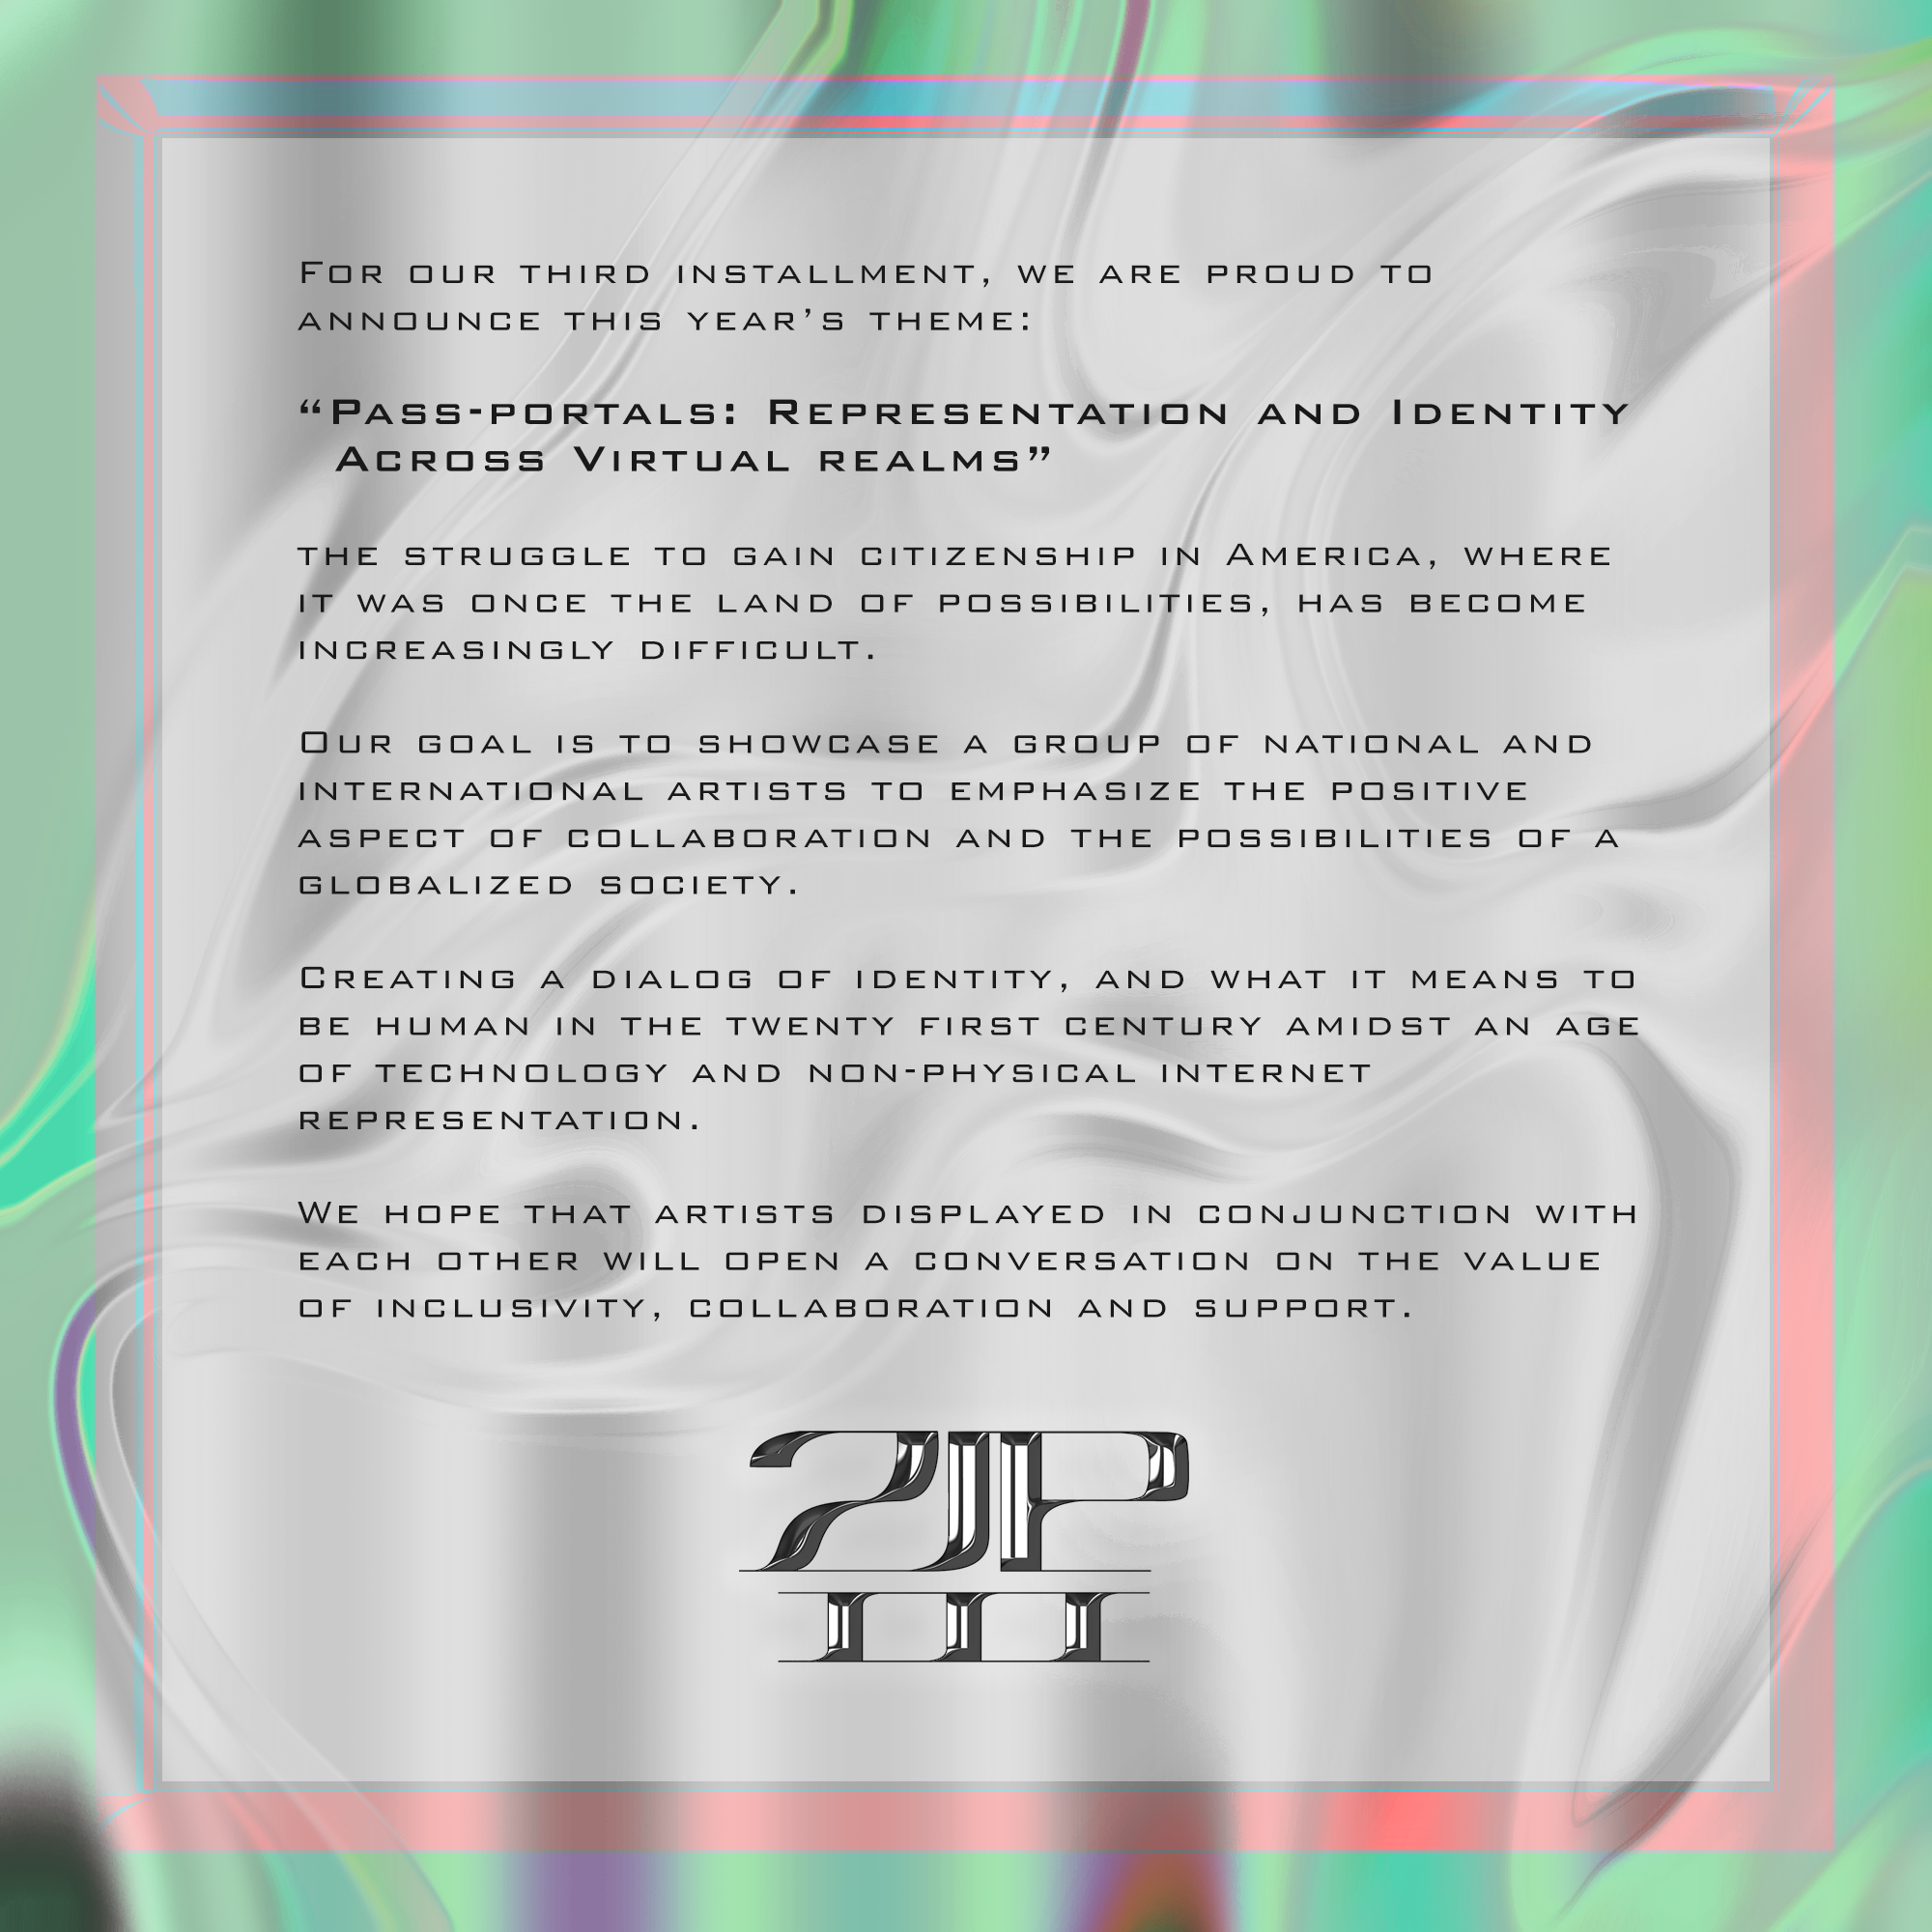 For our third installment, we are proud to
announce this year's theme:
“Pass-portals: Representation and Identity
Across Virtual realms”
the struggle to gain citizenship in America, where
it was once the land of possibilities, has become
increasingly difficult.
Our goal is to showcase a group of national and
international artists to emphasize the positive
aspect of collaboration and the possibilities of a
globalized society.
Creating a dialog of identity, and what it means to
be human in the twenty first century amidst an age
of technology and non-physical internet
representation.
We hope that artists displayed in conjunction with
each other will open a conversation on the value
of inclusivity, collaboration and support.
III